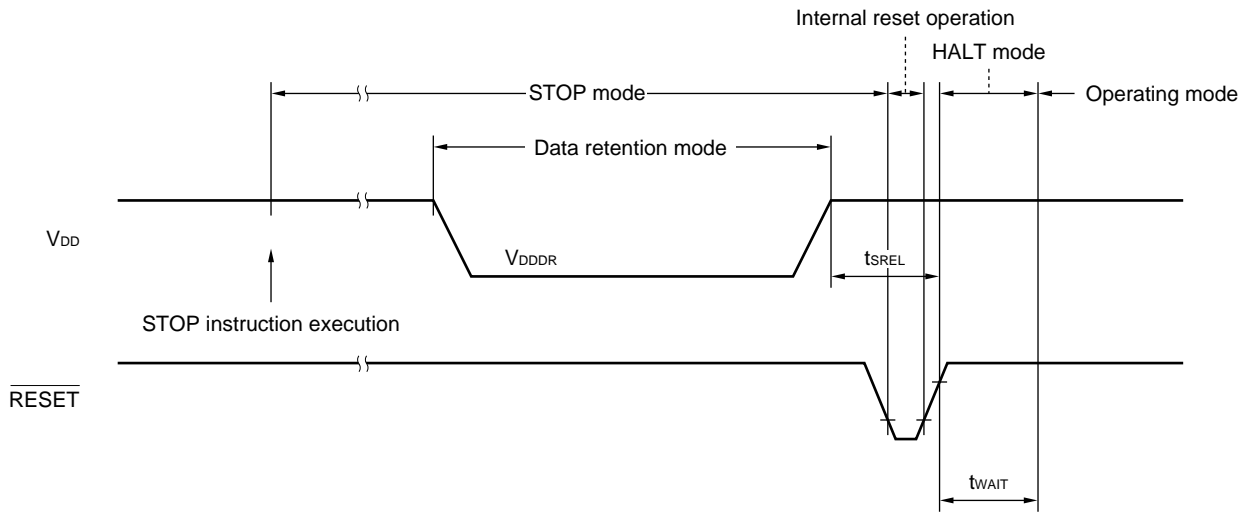 Internal reset operation
HALT mode
STOP mode
Operating mode
Data retention mode
VDD
VDDDR
tSREL
STOP instruction execution
RESET
tWAIT